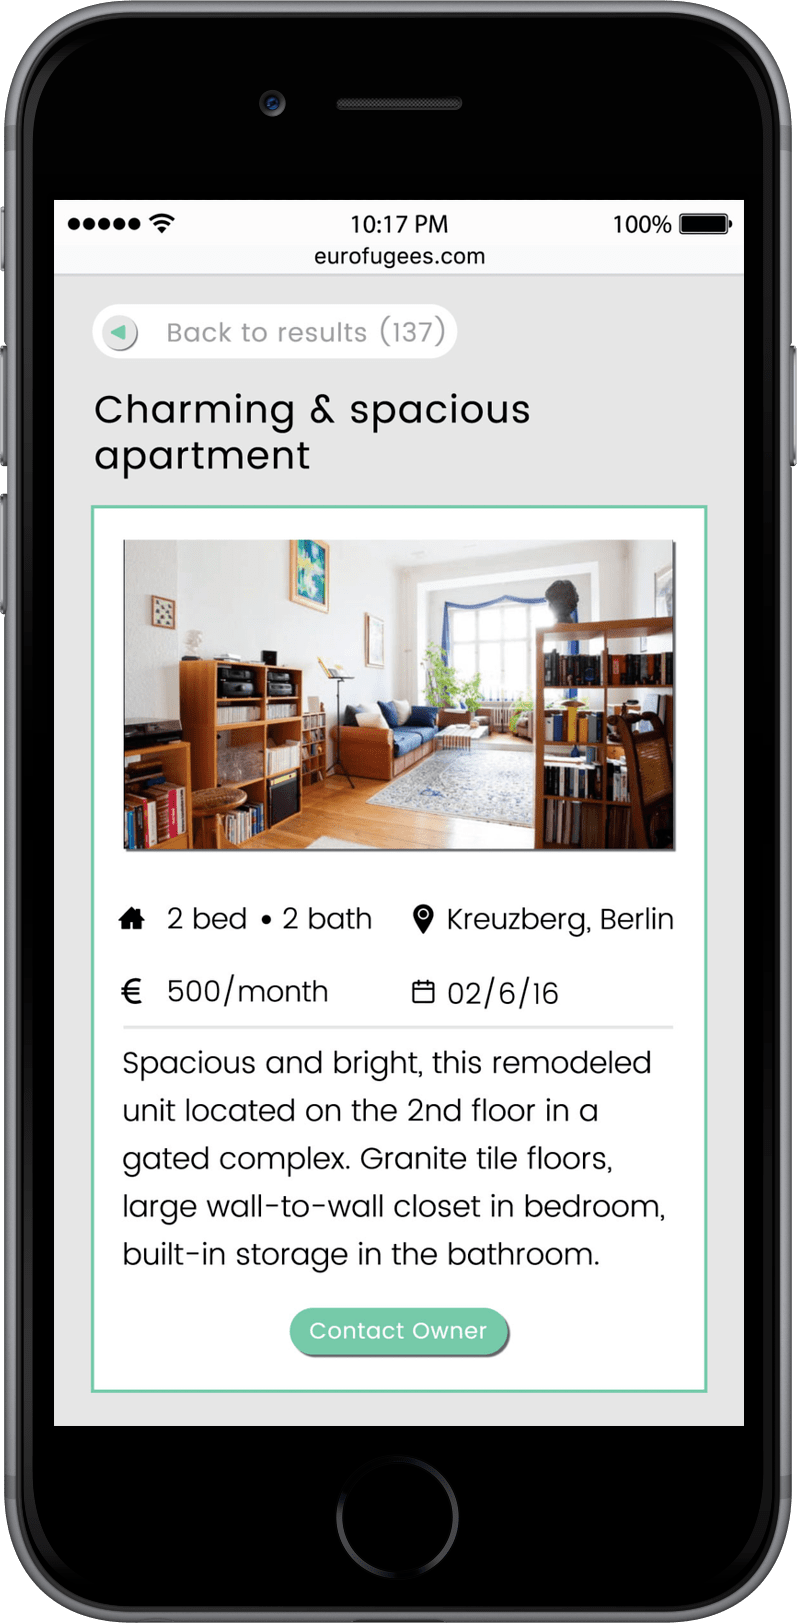 10:17 PM
100%
eurofugees.com
Back to results (137)
Charming & spacious
apartment
2 bed • 2 bath
Kreuzberg, Berlin
€ 500/month
02/6/16
Spacious and bright, this remodeled
unit located on the 2nd floor in a
gated complex. Granite tile floors,
large wall-to-wall closet in bedroom,
built-in storage in the bathroom.
Contact Owner